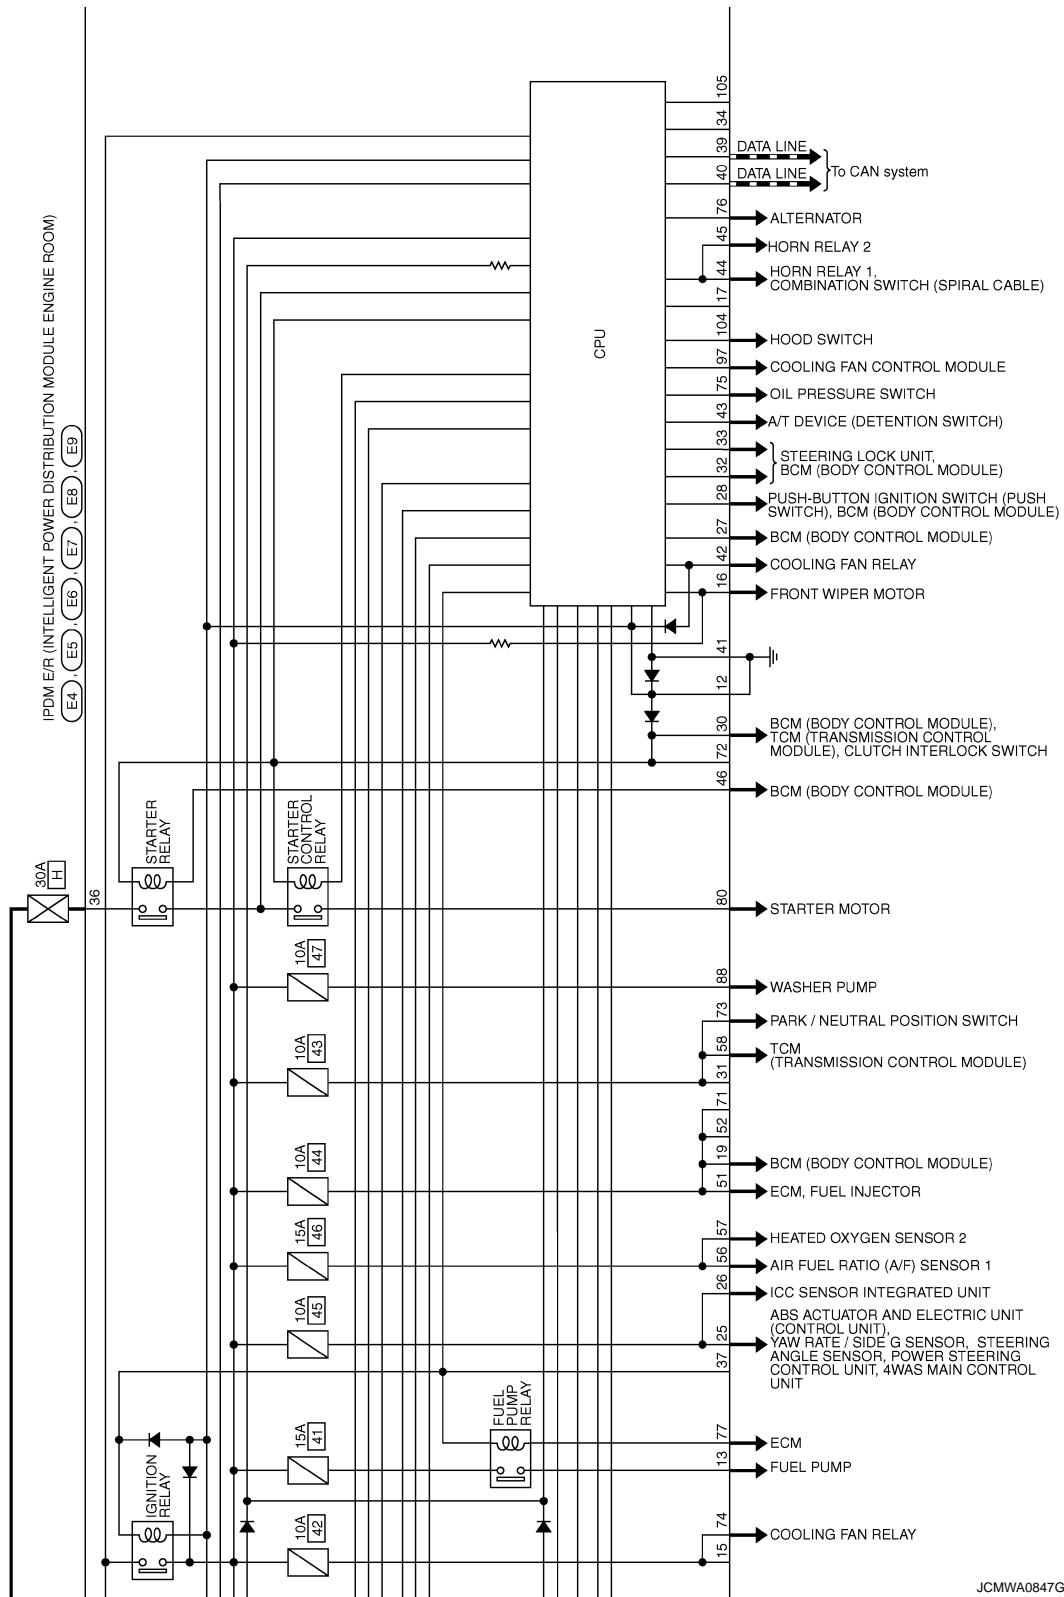 IPDM E/R (INTELLIGENT POWER DISTRIBUTION MODULE ENGINE ROOM)
E4 , E5 , E6 , E7 , E8 , E9
CPU
105
34
39
DATA LINE
40
DATA LINE
To CAN system
76
ALTERNATOR
45
HORN RELAY 2
44
HORN RELAY 1,
COMBINATION SWITCH (SPIRAL CABLE)
17
104
HOOD SWITCH
97
COOLING FAN CONTROL MODULE
75
OIL PRESSURE SWITCH
43
A/T DEVICE (DETENTION SWITCH)
33
32
STEERING LOCK UNIT,
BCM (BODY CONTROL MODULE)
28
PUSH-BUTTON IGNITION SWITCH (PUSH
SWITCH), BCM (BODY CONTROL MODULE)
27
BCM (BODY CONTROL MODULE)
42
COOLING FAN RELAY
16
FRONT WIPER MOTOR
41
12
30
BCM (BODY CONTROL MODULE),
TCM (TRANSMISSION CONTROL
MODULE), CLUTCH INTERLOCK SWITCH
72
46
BCM (BODY CONTROL MODULE)
STARTER
RELAY
STARTER
CONTROL
RELAY
30A
H
36
80
STARTER MOTOR
10A
47
88
WASHER PUMP
73
PARK / NEUTRAL POSITION SWITCH
10A
43
58
TCM
(TRANSMISSION CONTROL MODULE)
31
71
52
10A
44
19
BCM (BODY CONTROL MODULE)
51
ECM, FUEL INJECTOR
15A
46
57
HEATED OXYGEN SENSOR 2
56
AIR FUEL RATIO (A/F) SENSOR 1
26
ICC SENSOR INTEGRATED UNIT
10A
45
25
ABS ACTUATOR AND ELECTRIC UNIT
(CONTROL UNIT),
YAW RATE / SIDE G SENSOR, STEERING
ANGLE SENSOR, POWER STEERING
CONTROL UNIT, 4WAS MAIN CONTROL
UNIT
37
FUEL
PUMP
RELAY
15A
41
77
ECM
13
FUEL PUMP
IGNITION
RELAY
10A
42
74
COOLING FAN RELAY
15
JCMWA0847G